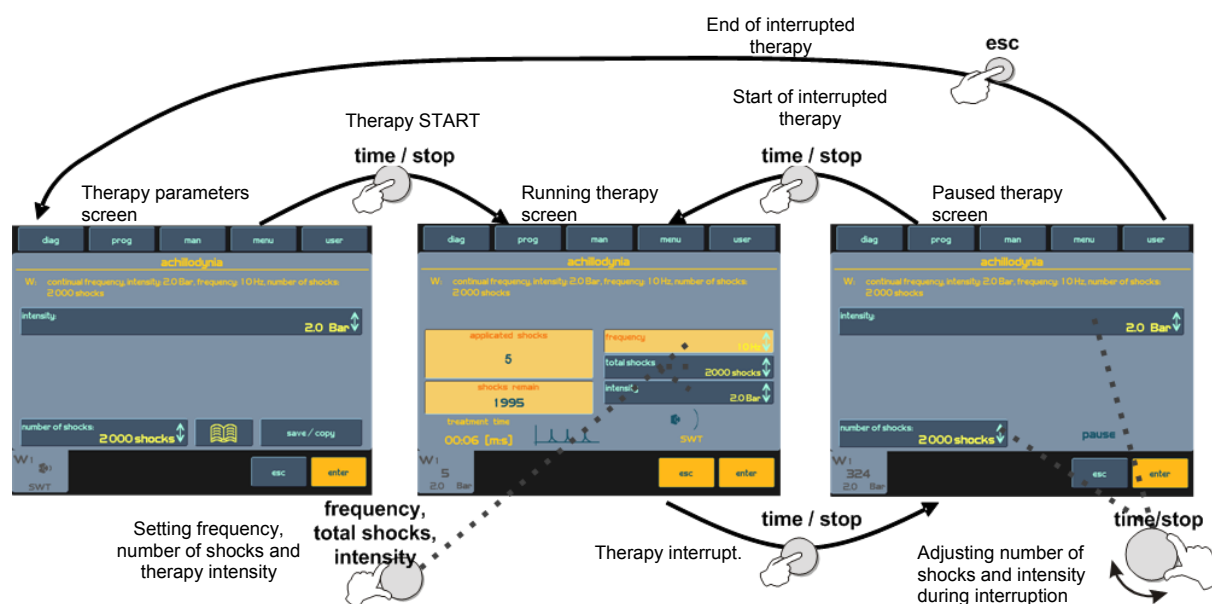 End of interrupted
therapy
esc
Start of interrupted
therapy
Therapy START
time / stop
time / stop
Therapy parameters
screen
Running therapy
screen
Paused therapy
screen
diag prog man menu user
achillodynia
W1 continual frequency, intensity 2.0 Bar, frequency 10 Hz, number of shocks:
2 000 shocks
intensity:
2.0 Bar
number of shocks:
2 000 shocks
save / copy
W1
SWT
esc enter
diag prog man menu user
achillodynia
W1 continual frequency, intensity 2.0 Bar, frequency 10 Hz, number of shocks:
2 000 shocks
applicated shocks
5
shocks remain
1995
treatment time
00:06 [m:s]
frequency
10 Hz
total shocks
2000 shocks
intensity
2.0 Bar
SWT
W1
5
2.0 Bar
esc enter
diag prog man menu user
achillodynia
W1 continual frequency, intensity 2.0 Bar, frequency 10 Hz, number of shocks:
2 000 shocks
intensity:
2.0 Bar
number of shocks:
2 000 shocks
pause
W1
324
2.0 Bar
esc enter
Setting frequency,
number of shocks and
therapy intensity
frequency,
total shocks,
intensity
Therapy interrupt.
time / stop
Adjusting number of
shocks and intensity
during interruption
time/stop